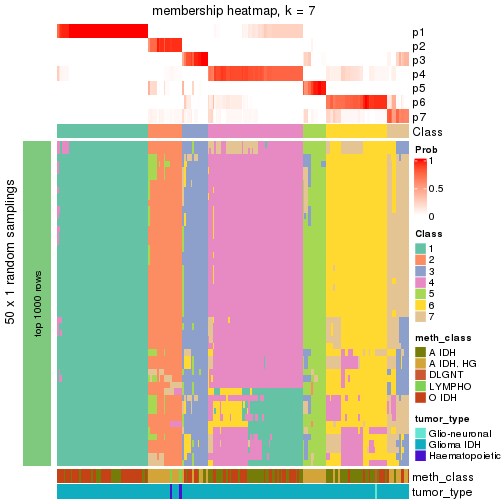 membership heatmap, k = 7
p1
p2
p3
p4
p5
p6
p7
Class
50 x 1 random samplings
top 1000 rows
Prob
1
0.5
0
Class
1
2
3
4
5
6
7
meth_class
A IDH
A IDH, HG
DLGNT
LYMPHO
O IDH
tumor_type
Glio-neuronal
Glioma IDH
Haematopoietic
meth_class
tumor_type